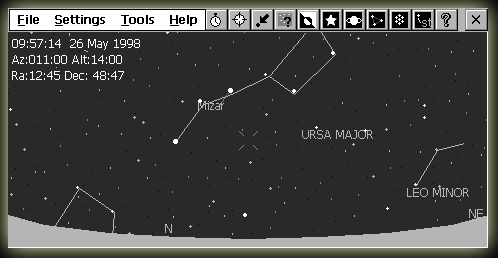 File Settings Tools Help ? St ? ×
09:57:14 26 May 1998
Az:011:00 Alt:14:00
Ra:12:45 Dec: 48:47
Mizar
URSA MAJOR
LEO MINOR
N
NE